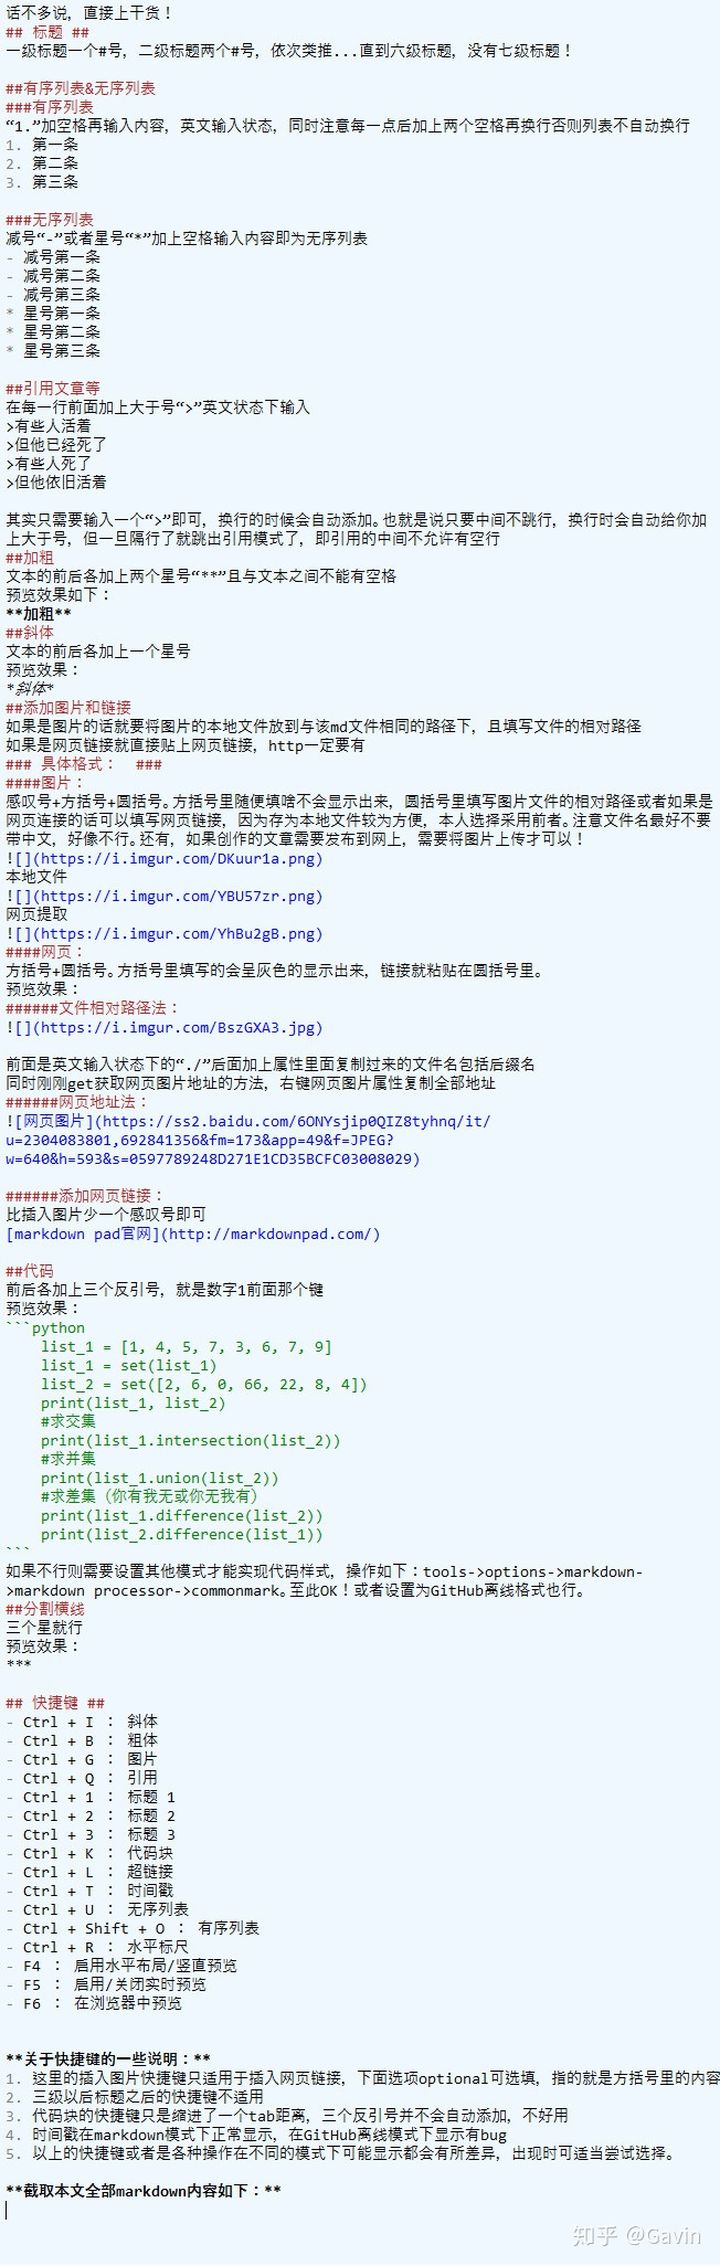 话不多说，直接上干货！
## 标题 ##
一级标题一个#号，二级标题两个#号，依次类推...直到六级标题，没有七级标题！
##有序列表&无序列表
###有序列表
“1.”加空格再输入内容，英文输入状态，同时注意每一点后加上两个空格再换行否则列表不自动换行
1. 第一条
2. 第二条
3. 第三条
###无序列表
减号“-”或者星号“*”加上空格输入内容即为无序列表
- 减号第一条
- 减号第二条
- 减号第三条
* 星号第一条
* 星号第二条
* 星号第三条
##引用文章等
在每一行前面加上大于号“>”英文状态下输入
>有些人活着
>但他已经死了
>有些人死了
>但他依旧活着
其实只需要输入一个“>”即可，换行的时候会自动添加。也就是说只要中间不跳行，换行时会自动给你加
上大于号，但一旦隔行了就跳出引用模式了，即引用的中间不允许有空行
##加粗
文本的前后各加上两个星号“**”且与文本之间不能有空格
预览效果如下：
**加粗**
##斜体
文本的前后各加上一个星号
预览效果：
*斜体*
##添加图片和链接
如果是图片的话就要将图片的本地文件放到与该md文件相同的路径下，且填写文件的相对路径
如果是网页链接就直接贴上网页链接，http一定要有
### 具体格式：  ###
####图片：
感叹号+方括号+圆括号。方括号里随便填啥不会显示出来，圆括号里填写图片文件的相对路径或者如果是
网页连接的话可以填写网页链接，因为存为本地文件较为方便，本人选择采用前者。注意文件名最好不要
带中文，好像不行。还有，如果创作的文章需要发布到网上，需要将图片上传才可以！
![](https://i.imgur.com/DKuur1a.png)
本地文件
![](https://i.imgur.com/YBU57zr.png)
网页提取
![](https://i.imgur.com/YhBu2gB.png)
####网页：
方括号+圆括号。方括号里填写的会呈灰色的显示出来，链接就粘贴在圆括号里。
预览效果：
######文件相对路径法：
![](https://i.imgur.com/BszGXA3.jpg)
前面是英文输入状态下的“./”后面加上属性里面复制过来的文件名包括后缀名
同时刚刚get获取网页图片地址的方法，右键网页图片属性复制全部地址
######网页地址法：
![网页图片](https://ss2.baidu.com/6ONYsjip0QIZ8tyhnq/it/
u=2304083801,692841356&fm=173&app=49&f=JPEG?
w=640&h=593&s=0597789248D271E1CD35BCFC03008029)
######添加网页链接：
比插入图片少一个感叹号即可
[markdown pad官网](http://markdownpad.com/)
##代码
前后各加上三个反引号，就是数字1前面那个键
预览效果：
```python
    list_1 = [1, 4, 5, 7, 3, 6, 7, 9]
    list_1 = set(list_1)
    list_2 = set([2, 6, 0, 66, 22, 8, 4])
    print(list_1, list_2)
    #求交集
    print(list_1.intersection(list_2))
    #求并集
    print(list_1.union(list_2))
    #求差集（你有我无或你无我有）
    print(list_1.difference(list_2))
    print(list_2.difference(list_1))
```
如果不行则需要设置其他模式才能实现代码样式，操作如下：tools->options->markdown-
>markdown processor->commonmark。至此OK！或者设置为GitHub离线格式也行。
##分割横线
三个星就行
预览效果：
***
## 快捷键 ##
- Ctrl + I ： 斜体
- Ctrl + B ： 粗体
- Ctrl + G ： 图片
- Ctrl + Q ： 引用
- Ctrl + 1 ： 标题 1
- Ctrl + 2 ： 标题 2
- Ctrl + 3 ： 标题 3
- Ctrl + K ： 代码块
- Ctrl + L ： 超链接
- Ctrl + T ： 时间戳
- Ctrl + U ： 无序列表
- Ctrl + Shift + O ： 有序列表
- Ctrl + R ： 水平标尺
- F4 ： 启用水平布局/竖直预览
- F5 ： 启用/关闭实时预览
- F6 ： 在浏览器中预览
**关于快捷键的一些说明：**
1. 这里的插入图片快捷键只适用于插入网页链接，下面选项optional可选填，指的就是方括号里的内容
2. 三级以后标题之后的快捷键不适用
3. 代码块的快捷键只是缩进了一个tab距离，三个反引号并不会自动添加，不好用
4. 时间戳在markdown模式下正常显示，在GitHub离线模式下显示有bug
5. 以上的快捷键或者是各种操作在不同的模式下可能显示都会有所差异，出现时可适当尝试选择。
**截取本文全部markdown内容如下：**
知乎 @Gavin